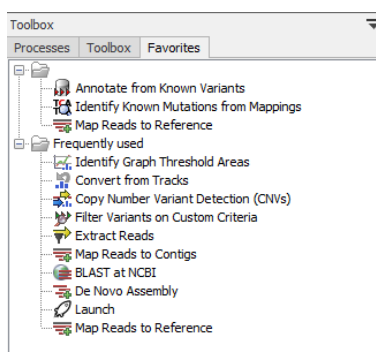 Toolbox
Processes Toolbox Favorites
Annotate from Known Variants
Identify Known Mutations from Mappings
Map Reads to Reference
Frequently used
Identify Graph Threshold Areas
Convert from Tracks
Copy Number Variant Detection (CNVs)
Filter Variants on Custom Criteria
Extract Reads
Map Reads to Contigs
BLAST at NCBI
De Novo Assembly
Launch
Map Reads to Reference